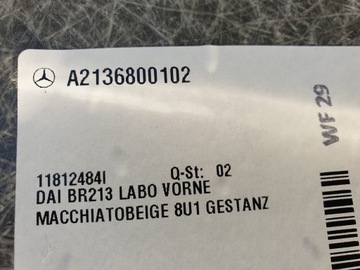 A2136800102
11812484I Q-St: 02
DAI BR213 LABO VORNE
MACCHIATOBEIGE 8U1 GESTANZ
WF 29